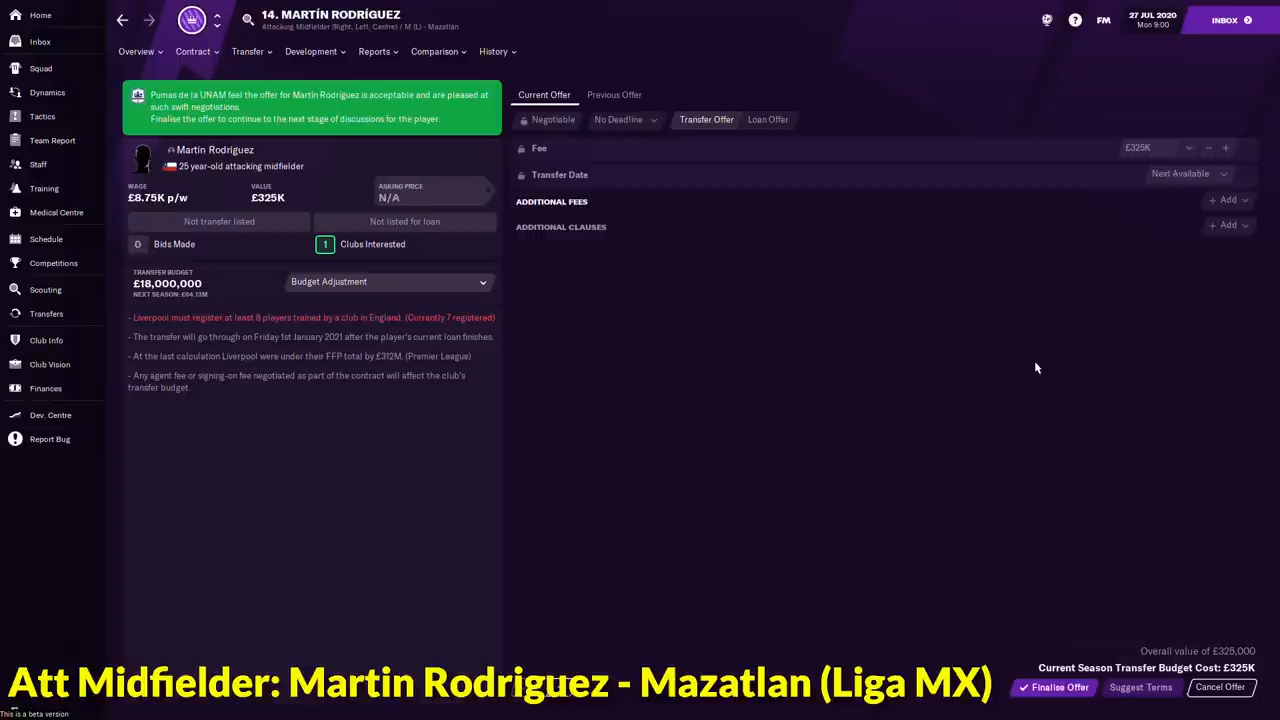 Home
Inbox
Squad
Dynamics
Tactics
Team Report
Staff
Training
Medical Centre
Schedule
Competitions
Scouting
Transfers
Club Info
Club Vision
Finances
Dev. Centre
Report Bug
This is a beta version
14. MARTÍN RODRÍGUEZ
Attacking Midfielder (Right, Left, Centre) / M (L) - Mazatlán
? FM 27 JUL 2020
Mon 9:00
INBOX
Overview Contract Transfer Development Reports Comparison History
Pumas de la UNAM feel the offer for Martín Rodríguez is acceptable and are pleased at
such swift negotiations.
Finalise the offer to continue to the next stage of discussions for the player.
Martín Rodríguez
25 year-old attacking midfielder
WAGE VALUE ASKING PRICE
£8.75K p/w £325K N/A
Not transfer listed Not listed for loan
0 Bids Made 1 Clubs Interested
TRANSFER BUDGET
£18,000,000 Budget Adjustment
NEXT SEASON: £64.13M
- Liverpool must register at least 8 players trained by a club in England. (Currently 7 registered)
- The transfer will go through on Friday 1st January 2021 after the player's current loan finishes.
- At the last calculation Liverpool were under their FFP total by £312M. (Premier League)
- Any agent fee or signing-on fee negotiated as part of the contract will affect the club's
transfer budget.
Current Offer Previous Offer
Negotiable No Deadline Transfer Offer Loan Offer
Fee £325K - +
Transfer Date Next Available
ADDITIONAL FEES + Add
ADDITIONAL CLAUSES + Add
Overall value of £325,000
Current Season Transfer Budget Cost: £325K
Finalise Offer Suggest Terms Cancel Offer
Att Midfielder: Martin Rodriguez - Mazatlan (Liga MX)